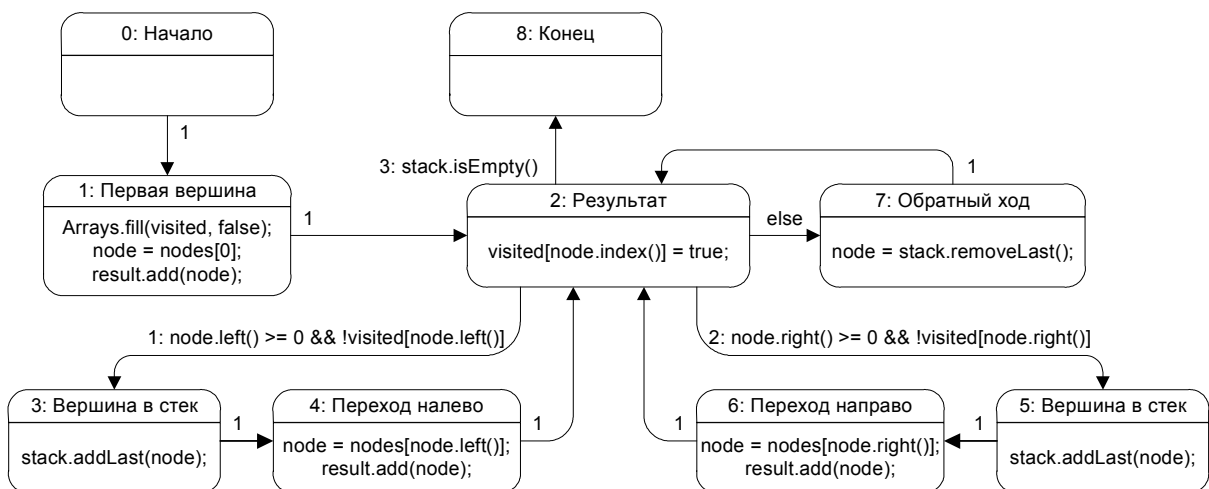 0: Начало
8: Конец
1
3: stack.isEmpty()
1
1: Первая вершина
Arrays.fill(visited, false);
node = nodes[0];
result.add(node);
1
2: Результат
visited[node.index()] = true;
else
7: Обратный ход
node = stack.removeLast();
1: node.left() >= 0 && !visited[node.left()]
2: node.right() >= 0 && !visited[node.right()]
3: Вершина в стек
stack.addLast(node);
1
4: Переход налево
node = nodes[node.left()];
result.add(node);
1
1
6: Переход направо
node = nodes[node.right()];
result.add(node);
1
5: Вершина в стек
stack.addLast(node);